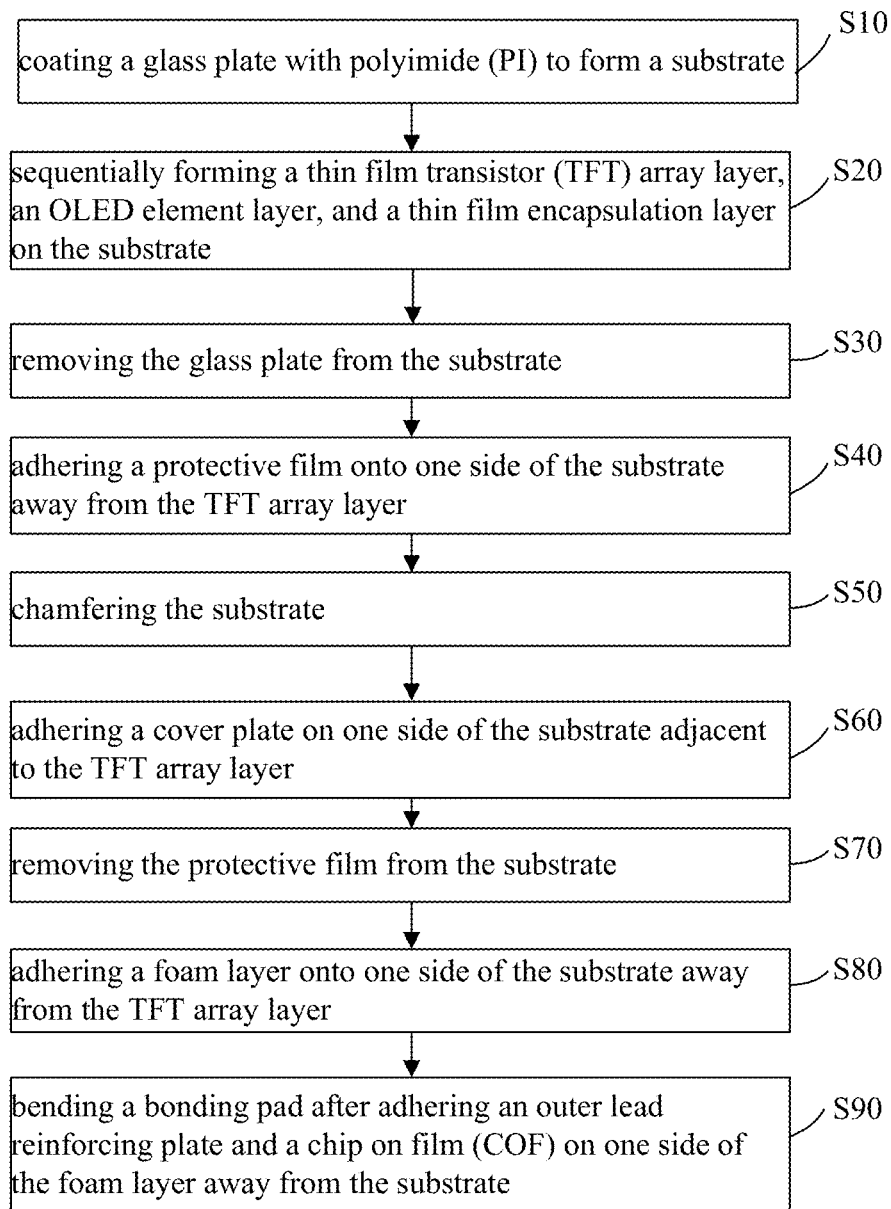 S10
coating a glass plate with polyimide (PI) to form a substrate
sequentially forming a thin film transistor (TFT) array layer,
S20
an OLED element layer, and a thin film encapsulation layer
on the substrate
S30
removing the glass plate from the substrate
S40
adhering a protective film onto one side of the substrate
away from the TFT array layer
S50
chamfering the substrate
S60
adhering a cover plate on one side of the substrate adjacent
to the TFT array layer
S70
removing the protective film from the substrate
S80
adhering a foam layer onto one side of the substrate away
from the TFT array layer
S90
bending a bonding pad after adhering an outer lead
reinforcing plate and a chip on film (COF) on one side of
the foam layer away from the substrate